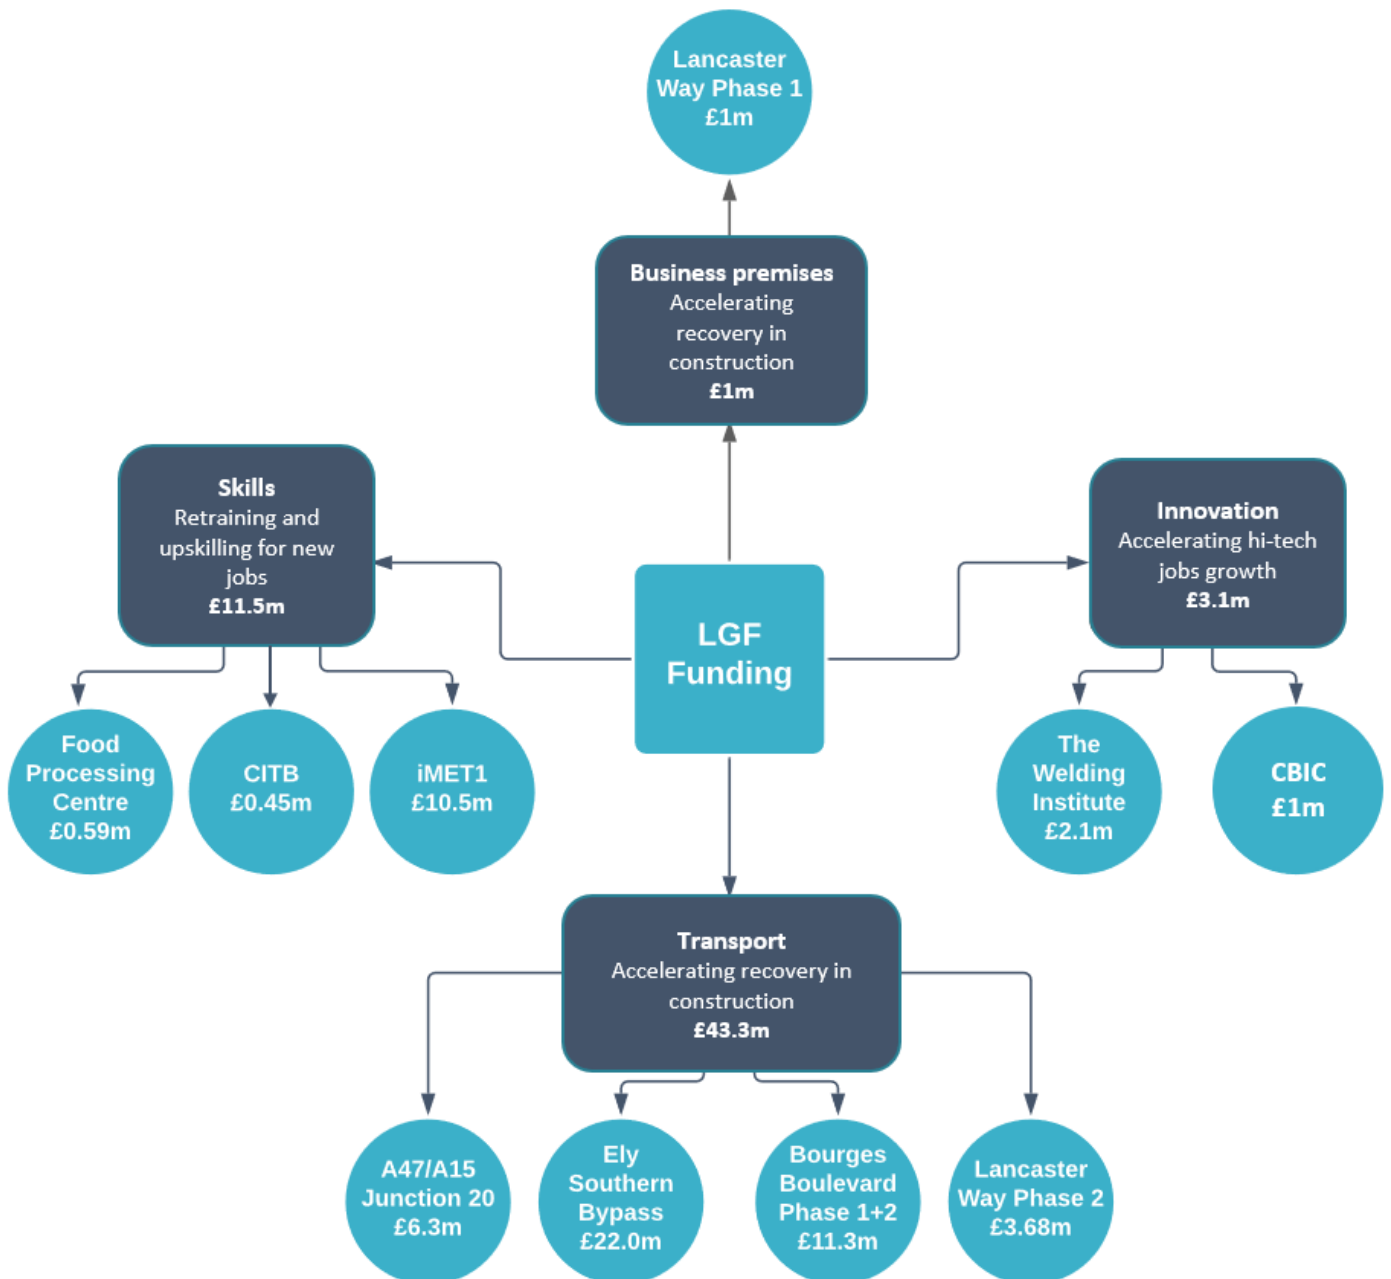 Lancaster
Way Phase 1
£1m
Business premises
Accelerating
recovery in
construction
£1m
Skills
Retraining and
upskilling for new
jobs
£11.5m
Innovation
Accelerating hi-tech
jobs growth
£3.1m
LGF
Funding
Food
Processing
Centre
£0.59m
CITB
£0.45m
iMET1
£10.5m
The
Welding
Institute
£2.1m
CBIC
£1m
Transport
Accelerating recovery in
construction
£43.3m
A47/A15
Junction 20
£6.3m
Ely
Southern
Bypass
£22.0m
Bourges
Boulevard
Phase 1+2
£11.3m
Lancaster
Way Phase 2
£3.68m